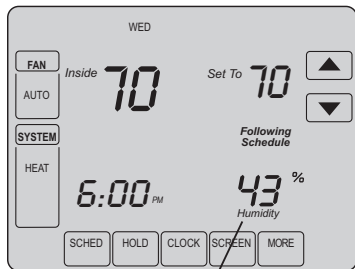 WED
FAN
AUTO
Inside 70
Set To 70
SYSTEM
HEAT
Following
Schedule
6:00 PM
43 %
Humidity
SCHED HOLD CLOCK SCREEN MORE